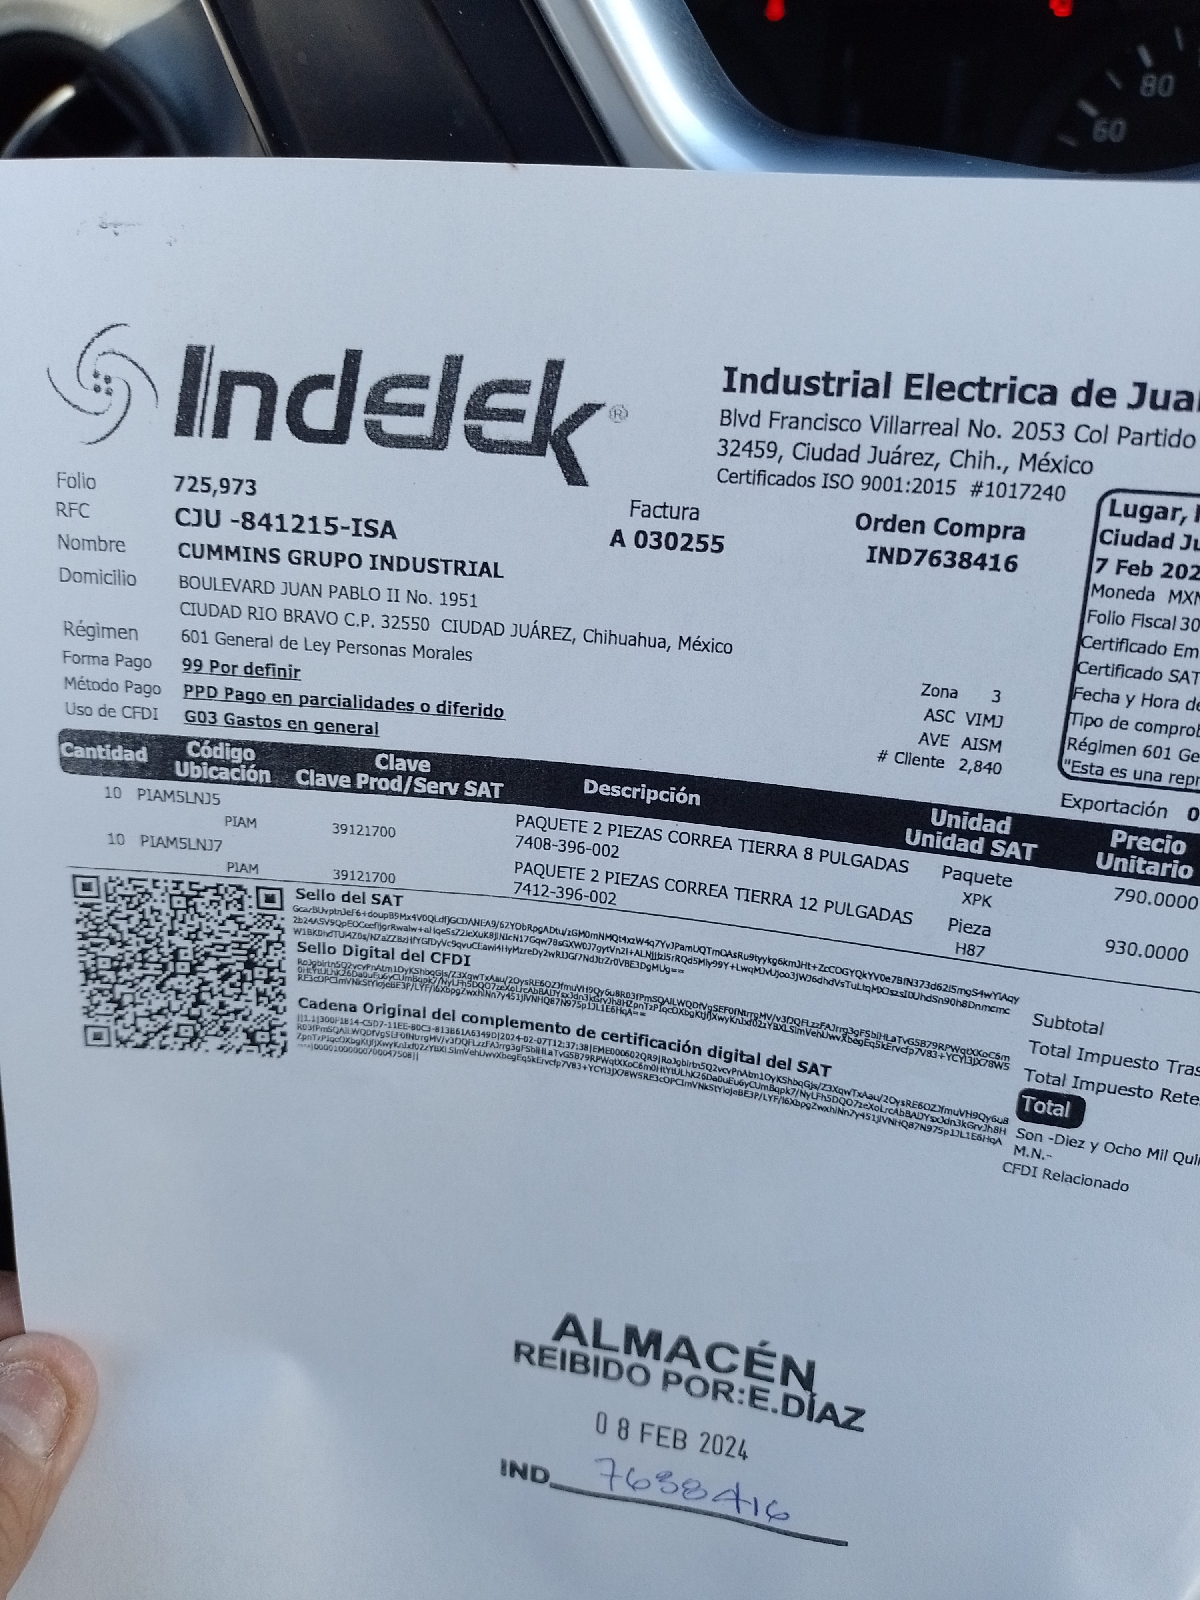 80
60
Indelek®
Industrial Electrica de Jua
Blvd Francisco Villarreal No. 2053 Col Partido
32459, Ciudad Juárez, Chih., México
Certificados ISO 9001:2015 #1017240
Folio 725,973
RFC CJU -841215-ISA
Nombre CUMMINS GRUPO INDUSTRIAL
Domicilio BOULEVARD JUAN PABLO II No. 1951
CIUDAD RIO BRAVO C.P. 32550 CIUDAD JUÁREZ, Chihuahua, México
Régimen 601 General de Ley Personas Morales
Forma Pago 99 Por definir
Método Pago PPD Pago en parcialidades o diferido
Uso de CFDI G03 Gastos en general
Factura
A 030255
Orden Compra
IND7638416
Lugar,
Ciudad Ju
7 Feb 202
Moneda MXN
Folio Fiscal 30
Certificado Em
Certificado SAT
Fecha y Hora de
Tipo de comprob
Régimen 601 Ge
"Esta es una repr
Zona 3
ASC VIMJ
AVE AISM
# Cliente 2,840
Exportación 0
Cantidad Código Ubicación Clave Clave Prod/Serv SAT Descripción Unidad Unidad SAT Precio Unitario
10 P1AM5LNJ5 PAQUETE 2 PIEZAS CORREA TIERRA 8 PULGADAS Paquete 790.0000
PIAM 39121700 7408-396-002 XPK
10 P1AM5LNJ7 PAQUETE 2 PIEZAS CORREA TIERRA 12 PULGADAS Pieza 930.0000
PIAM 39121700 7412-396-002 H87
Sello del SAT
Sello Digital del CFDI
Cadena Original del complemento de certificación digital del SAT
Subtotal
Total Impuesto Tras
Total Impuesto Rete
Total
Son -Diez y Ocho Mil Qui
M.N.-
CFDI Relacionado
ALMACÉN
REIBIDO POR:E.DÍAZ
08 FEB 2024
IND 7638416